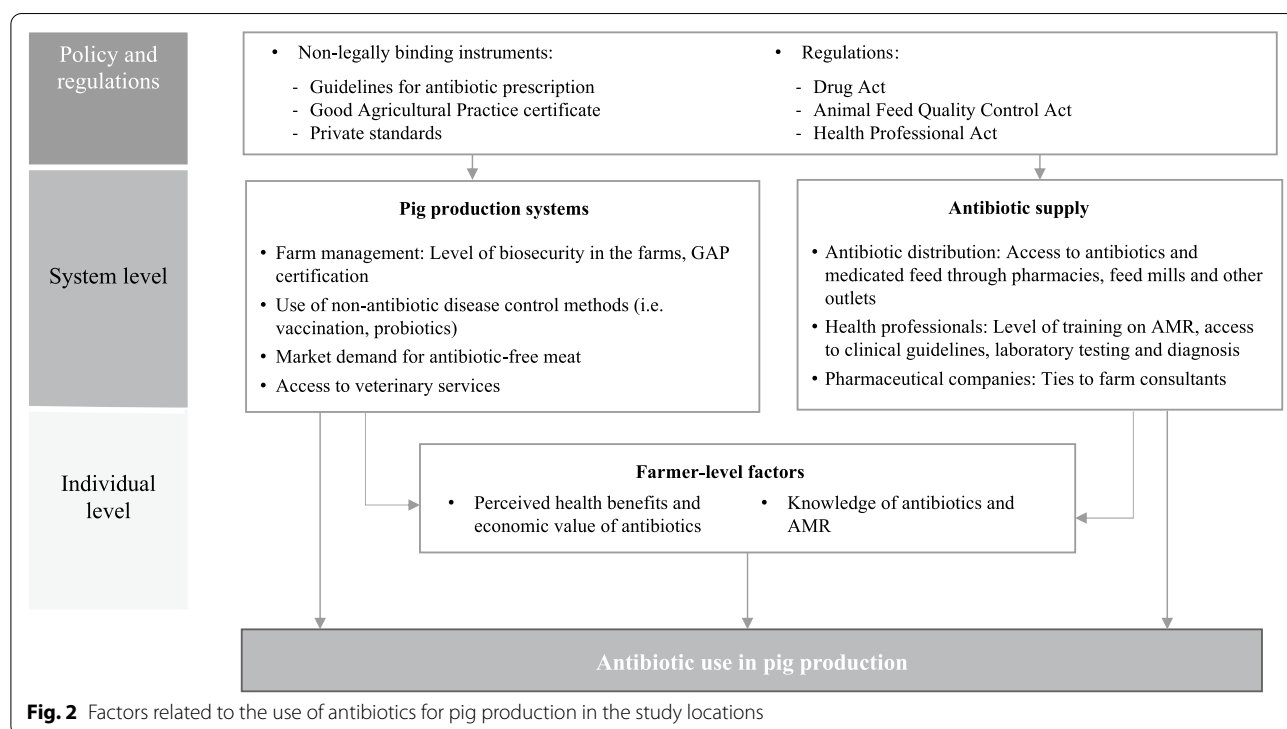 Policy and
regulations
• Non-legally binding instruments:
- Guidelines for antibiotic prescription
- Good Agricultural Practice certificate
- Private standards
• Regulations:
- Drug Act
- Animal Feed Quality Control Act
- Health Professional Act
System level
Pig production systems
• Farm management: Level of biosecurity in the farms, GAP
certification
• Use of non-antibiotic disease control methods (i.e.
vaccination, probiotics)
• Market demand for antibiotic-free meat
• Access to veterinary services
Antibiotic supply
• Antibiotic distribution: Access to antibiotics and
medicated feed through pharmacies, feed mills and other
outlets
• Health professionals: Level of training on AMR, access
to clinical guidelines, laboratory testing and diagnosis
• Pharmaceutical companies: Ties to farm consultants
Individual
level
Farmer-level factors
• Perceived health benefits and
economic value of antibiotics
• Knowledge of antibiotics and
AMR
Antibiotic use in pig production
Fig. 2 Factors related to the use of antibiotics for pig production in the study locations